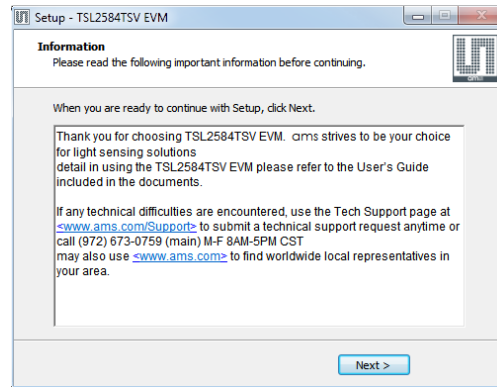 Setup - TSL2584TSV EVM
Information
Please read the following important information before continuing.
When you are ready to continue with Setup, click Next.
Thank you for choosing TSL2584TSV EVM. ams strives to be your choice
for light sensing solutions
detail in using the TSL2584TSV EVM please refer to the User's Guide
included in the documents.
If any technical difficulties are encountered, use the Tech Support page at
<www.ams.com/Support> to submit a technical support request anytime or
call (972) 673-0759 (main) M-F 8AM-5PM CST
may also use <www.ams.com> to find worldwide local representatives in
your area.
Next >